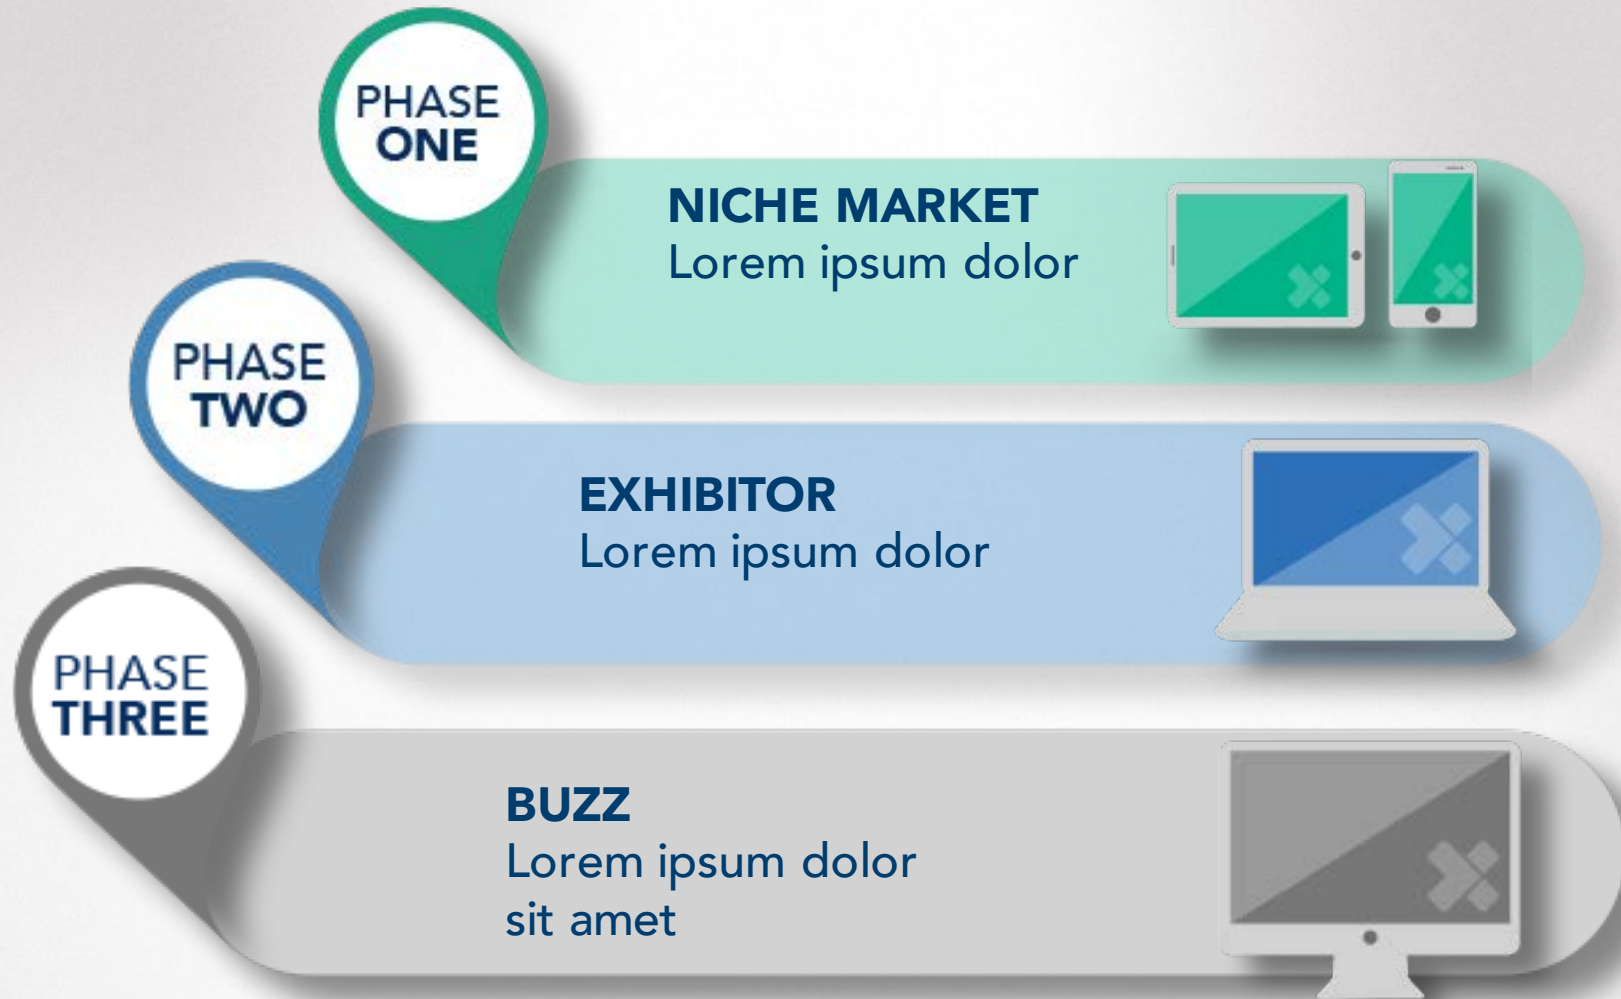 PHASE
ONE
NICHE MARKET
Lorem ipsum dolor
PHASE
TWO
EXHIBITOR
Lorem ipsum dolor
PHASE
THREE
BUZZ
Lorem ipsum dolor
sit amet